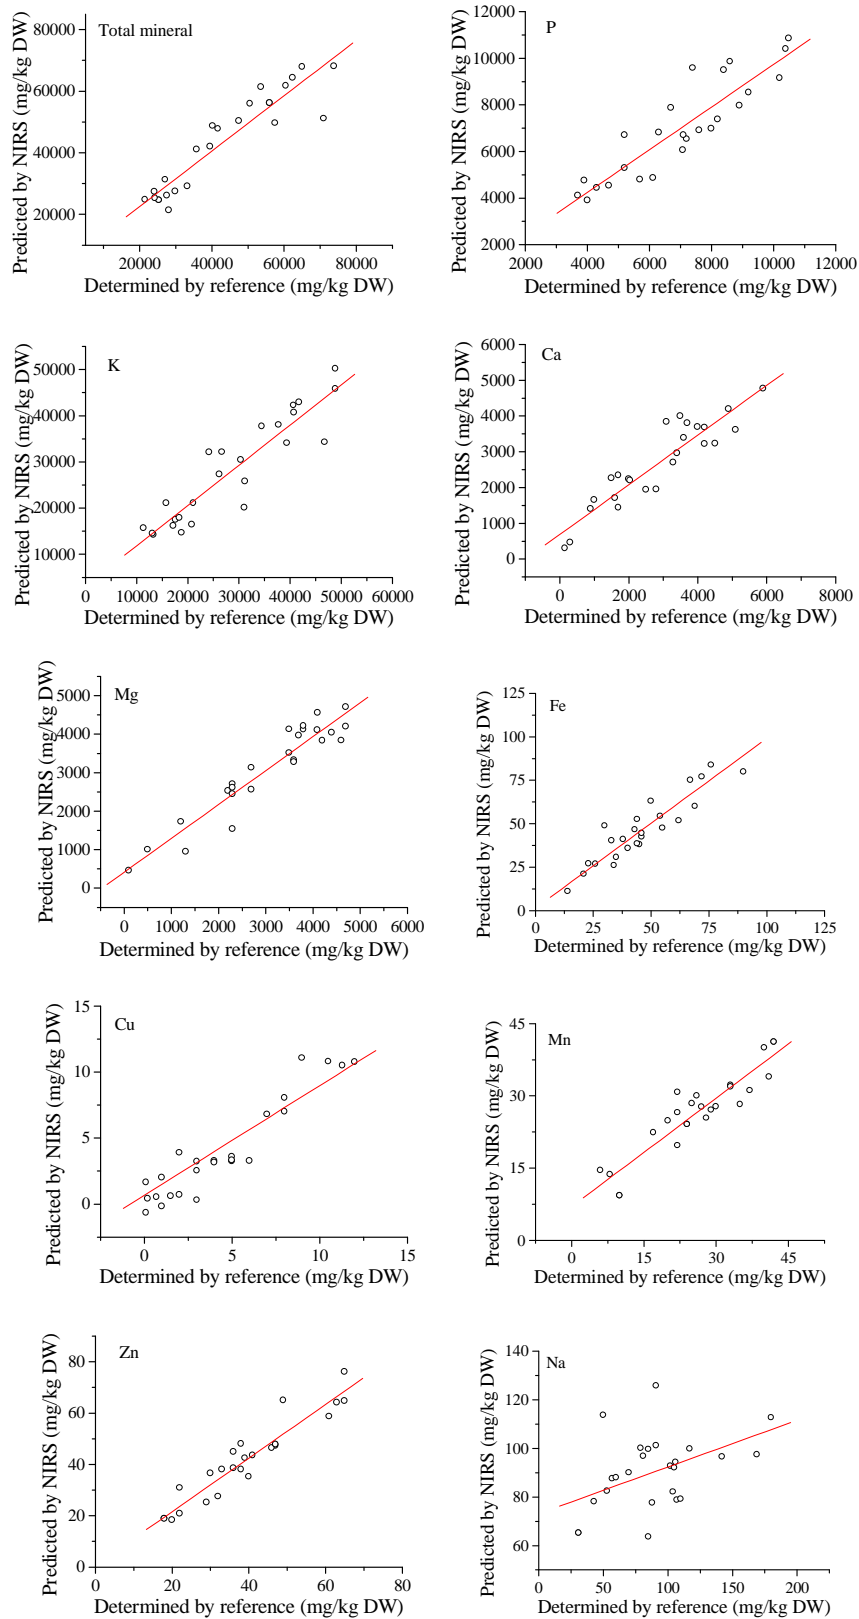 80000
60000
40000
20000
Total mineral
Predicted by NIRS (mg/kg DW)
20000 40000 60000 80000
Determined by reference (mg/kg DW)
12000
10000
8000
6000
4000
2000
P
Predicted by NIRS (mg/kg DW)
2000 4000 6000 8000 10000 12000
Determined by reference (mg/kg DW)
50000
40000
30000
20000
10000
K
Predicted by NIRS (mg/kg DW)
0 10000 20000 30000 40000 50000 60000
Determined by reference (mg/kg DW)
6000
5000
4000
3000
2000
1000
0
Ca
Predicted by NIRS (mg/kg DW)
0 2000 4000 6000 8000
Determined by reference (mg/kg DW)
5000
4000
3000
2000
1000
0
Mg
Predicted by NIRS (mg/kg DW)
0 1000 2000 3000 4000 5000 6000
Determined by reference (mg/kg DW)
125
100
75
50
25
0
Fe
Predicted by NIRS (mg/kg DW)
0 25 50 75 100 125
Determined by reference (mg/kg DW)
15
10
5
0
Cu
Predicted by NIRS (mg/kg DW)
0 5 10 15
Determined by reference (mg/kg DW)
45
30
15
0
Mn
Predicted by NIRS (mg/kg DW)
0 15 30 45
Determined by reference (mg/kg DW)
80
60
40
20
0
Zn
Predicted by NIRS (mg/kg DW)
0 20 40 60 80
Determined by reference (mg/kg DW)
140
120
100
80
60
Na
Predicted by NIRS (mg/kg DW)
0 50 100 150 200
Determined by reference (mg/kg DW)